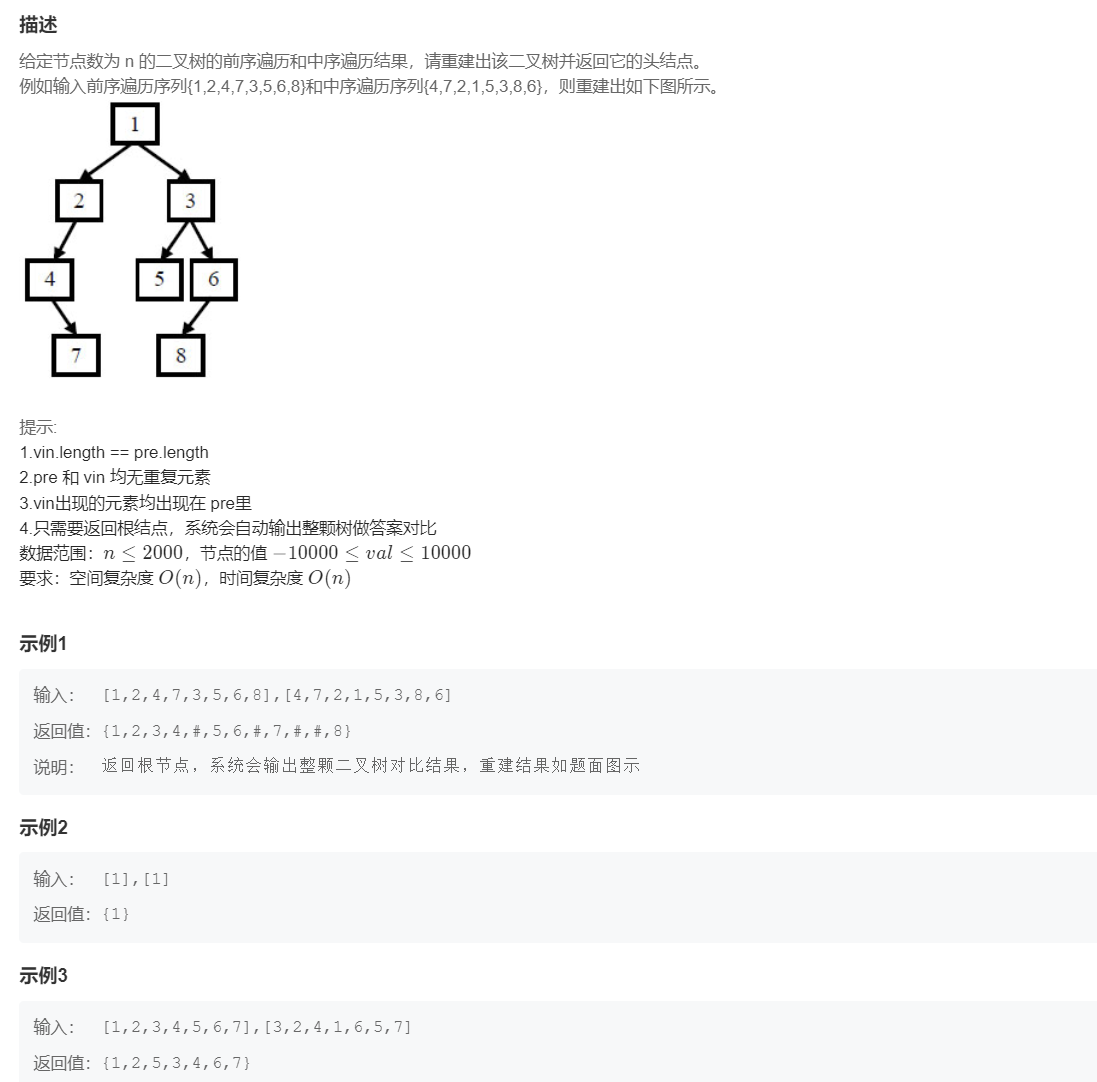 描述
给定节点数为 n 的二叉树的前序遍历和中序遍历结果，请重建出该二叉树并返回它的头结点。
例如输入前序遍历序列{1,2,4,7,3,5,6,8}和中序遍历序列{4,7,2,1,5,3,8,6}，则重建出如下图所示。
1
2 3
4 5 6
7 8
提示:
1.vin.length == pre.length
2.pre 和 vin 均无重复元素
3.vin出现的元素均出现在 pre里
4.只需要返回根结点，系统会自动输出整颗树做答案对比
数据范围：n ≤ 2000，节点的值 −10000 ≤ val ≤ 10000
要求：空间复杂度 O(n)，时间复杂度 O(n)
示例1
输入： [1,2,4,7,3,5,6,8],[4,7,2,1,5,3,8,6]
返回值：{1,2,3,4,#,5,6,#,7,#,#,8}
说明： 返回根节点，系统会输出整颗二叉树对比结果，重建结果如题面图示
示例2
输入： [1],[1]
返回值：{1}
示例3
输入： [1,2,3,4,5,6,7],[3,2,4,1,6,5,7]
返回值：{1,2,5,3,4,6,7}